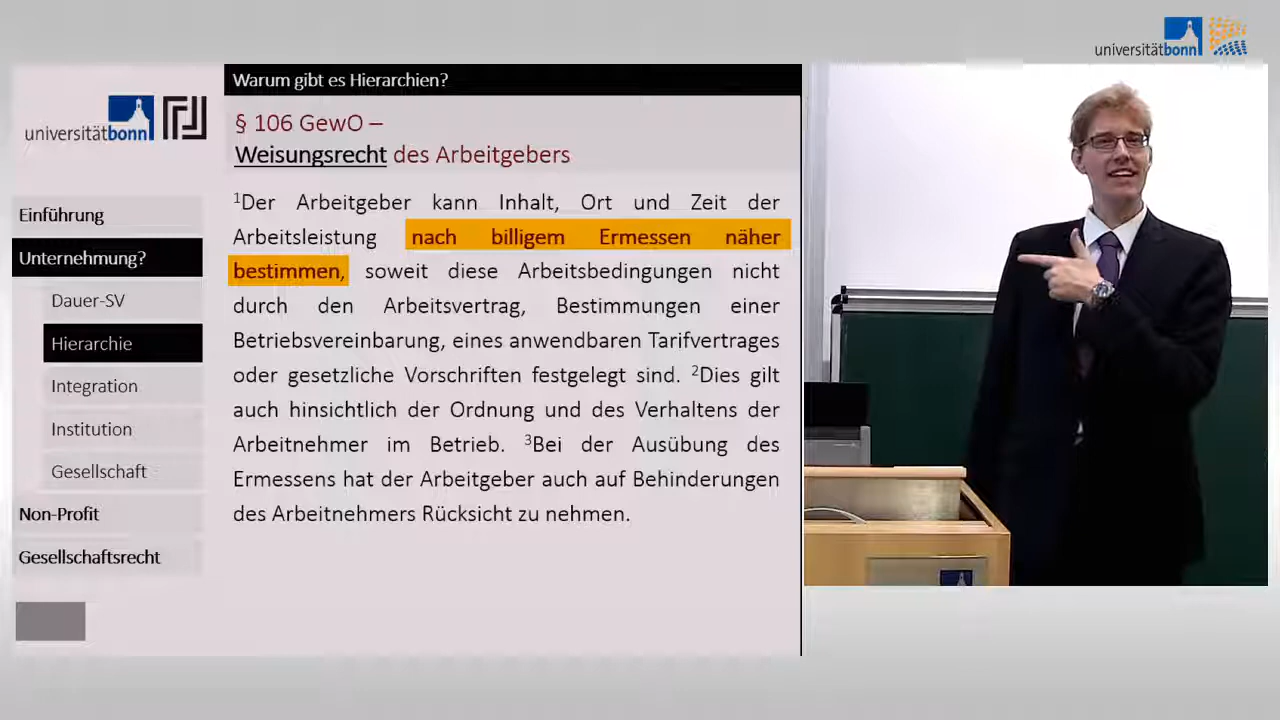 universitätbonn
Warum gibt es Hierarchien?
universitätbonn
§ 106 GewO –
Weisungsrecht des Arbeitgebers
Einführung
Unternehmung?
Dauer-SV
Hierarchie
Integration
Institution
Gesellschaft
Non-Profit
Gesellschaftsrecht
¹Der Arbeitgeber kann Inhalt, Ort und Zeit der
Arbeitsleistung nach billigem Ermessen näher
bestimmen, soweit diese Arbeitsbedingungen nicht
durch den Arbeitsvertrag, Bestimmungen einer
Betriebsvereinbarung, eines anwendbaren Tarifvertrages
oder gesetzliche Vorschriften festgelegt sind. ²Dies gilt
auch hinsichtlich der Ordnung und des Verhaltens der
Arbeitnehmer im Betrieb. ³Bei der Ausübung des
Ermessens hat der Arbeitgeber auch auf Behinderungen
des Arbeitnehmers Rücksicht zu nehmen.